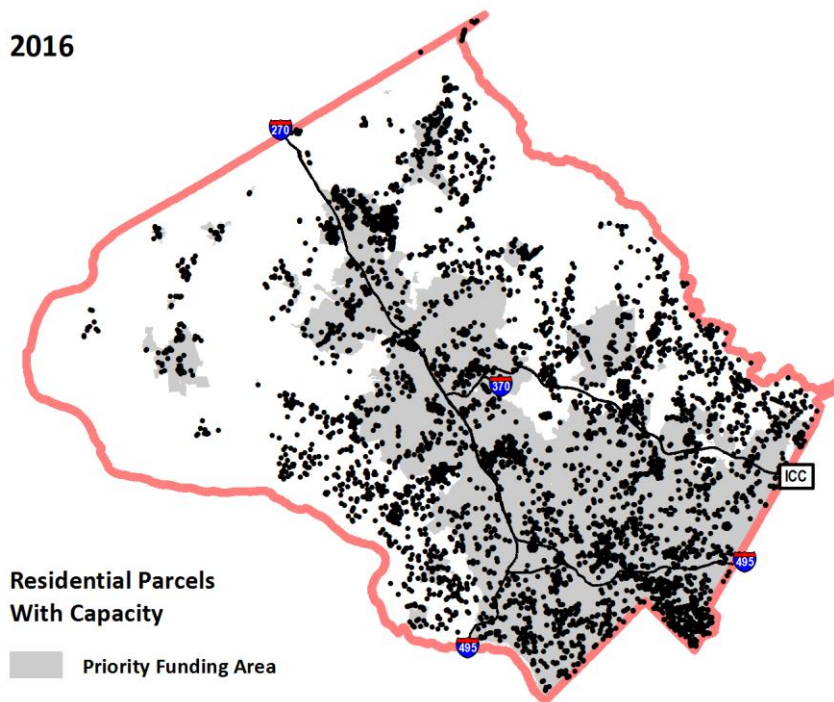 2016
270
370
ICC
495
495
Residential Parcels
With Capacity
Priority Funding Area